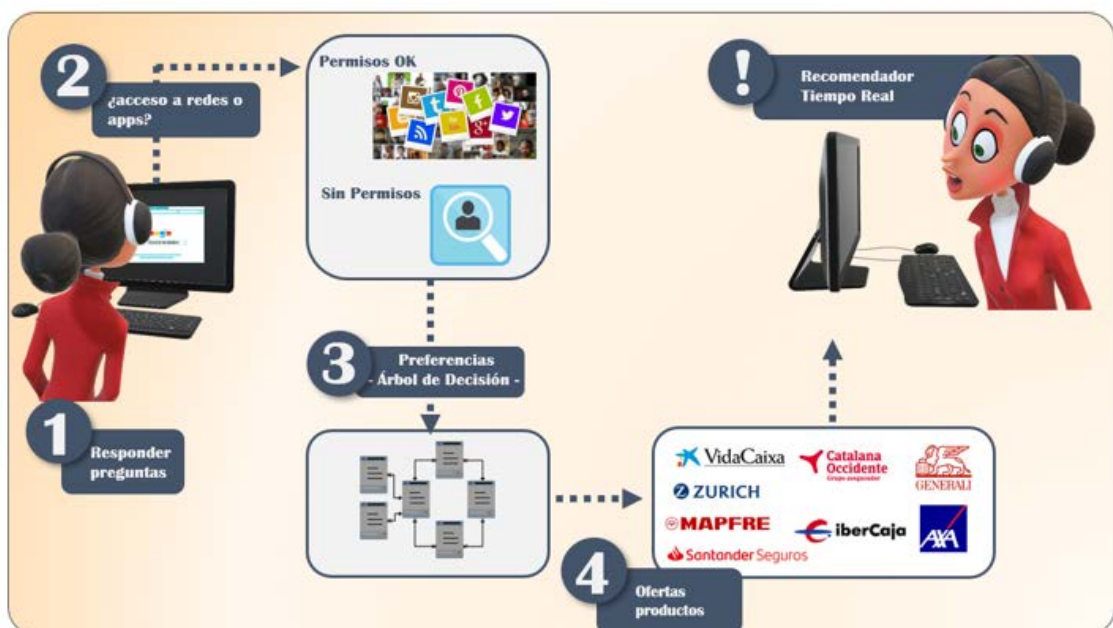 1
Responder
preguntas
2
¿acceso a redes o
apps?
Permisos OK
Sin Permisos
3
Preferencias
- Árbol de Decisión -
4
Ofertas
productos
VidaCaixa
Catalana
Occidente
Grupo asegurador
GENERALI
ZURICH
MAPFRE
iberCaja
AXA
Santander Seguros
!
Recomendador
Tiempo Real